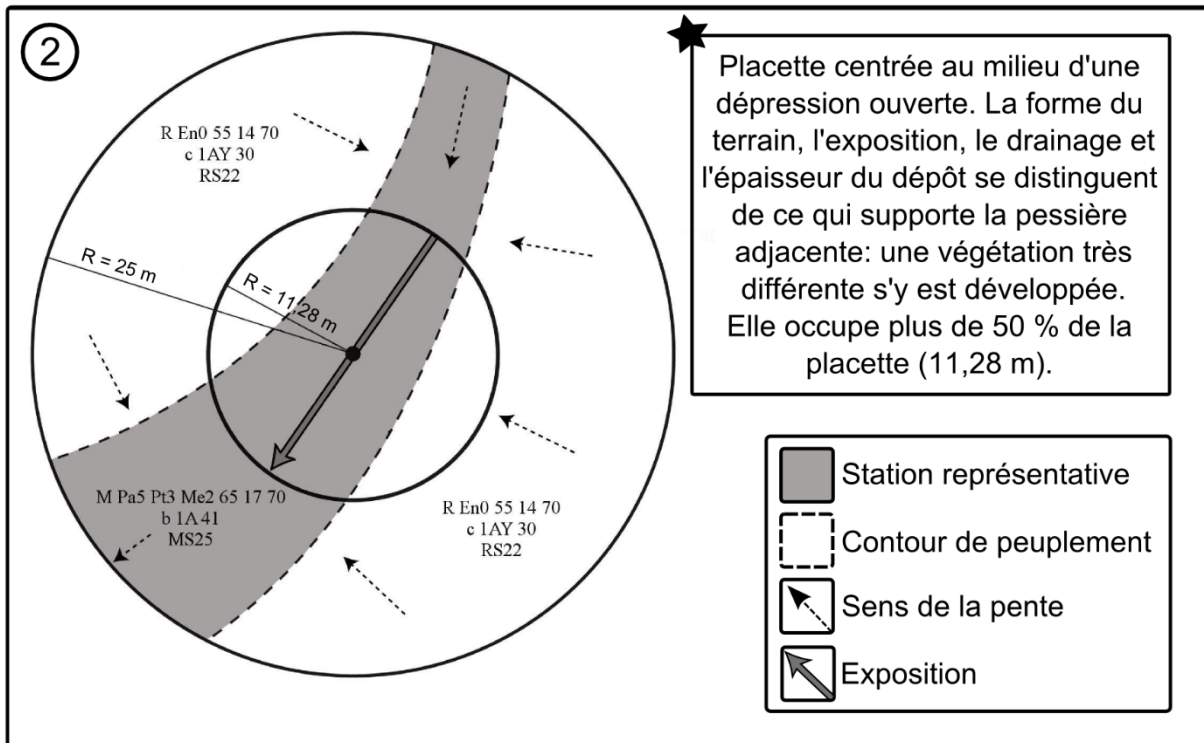 2
R En0 55 14 70
c 1AY 30
RS22
R = 25 m
R = 11,28 m
M Pa5 Pt3 Me2 65 17 70
b 1A 41
MS25
R En0 55 14 70
c 1AY 30
RS22
Placette centrée au milieu d'une
dépression ouverte. La forme du
terrain, l'exposition, le drainage et
l'épaisseur du dépôt se distinguent
de ce qui supporte la pessière
adjacente: une végétation très
différente s'y est développée.
Elle occupe plus de 50 % de la
placette (11,28 m).
Station représentative
Contour de peuplement
Sens de la pente
Exposition